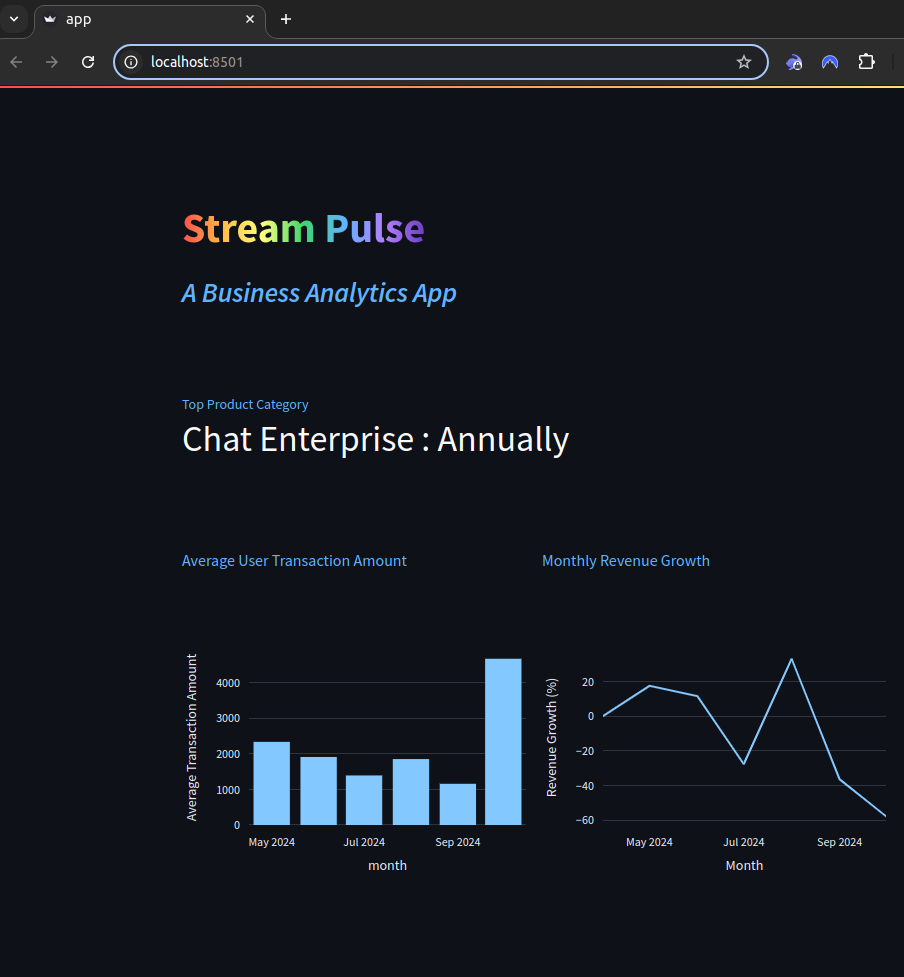 app
localhost:8501
Stream Pulse
A Business Analytics App
Top Product Category
Chat Enterprise : Annually
Average User Transaction Amount
Monthly Revenue Growth
Average Transaction Amount
4000
3000
2000
1000
0
May 2024
Jul 2024
Sep 2024
month
Revenue Growth (%)
20
0
−20
−40
−60
May 2024
Jul 2024
Sep 2024
Month